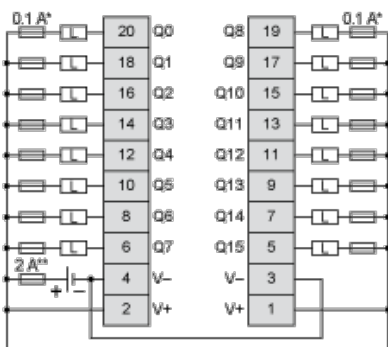 0.1 A* 0.1 A*
L 20 Q0 Q8 19 L
L 18 Q1 Q9 17 L
L 16 Q2 Q10 15 L
L 14 Q3 Q11 13 L
L 12 Q4 Q12 11 L
L 10 Q5 Q13 9 L
L 8 Q6 Q14 7 L
L 6 Q7 Q15 5 L
2 A**
+ − 4 V− V− 3
2 V+ V+ 1